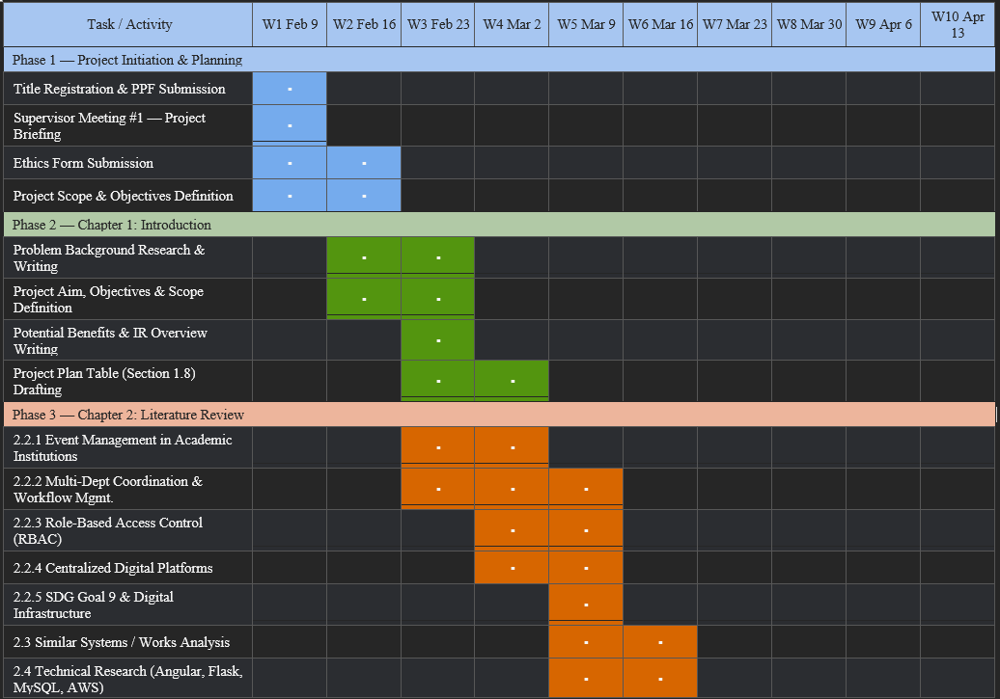 Task / Activity W1 Feb 9 W2 Feb 16 W3 Feb 23 W4 Mar 2 W5 Mar 9 W6 Mar 16 W7 Mar 23 W8 Mar 30 W9 Apr 6 W10 Apr
13
Phase 1 — Project Initiation & Planning
Title Registration & PPF Submission
Supervisor Meeting #1 — Project
Briefing
Ethics Form Submission
Project Scope & Objectives Definition
Phase 2 — Chapter 1: Introduction
Problem Background Research &
Writing
Project Aim, Objectives & Scope
Definition
Potential Benefits & IR Overview
Writing
Project Plan Table (Section 1.8)
Drafting
Phase 3 — Chapter 2: Literature Review
2.2.1 Event Management in Academic
Institutions
2.2.2 Multi-Dept Coordination &
Workflow Mgmt.
2.2.3 Role-Based Access Control
(RBAC)
2.2.4 Centralized Digital Platforms
2.2.5 SDG Goal 9 & Digital
Infrastructure
2.3 Similar Systems / Works Analysis
2.4 Technical Research (Angular, Flask,
MySQL, AWS)